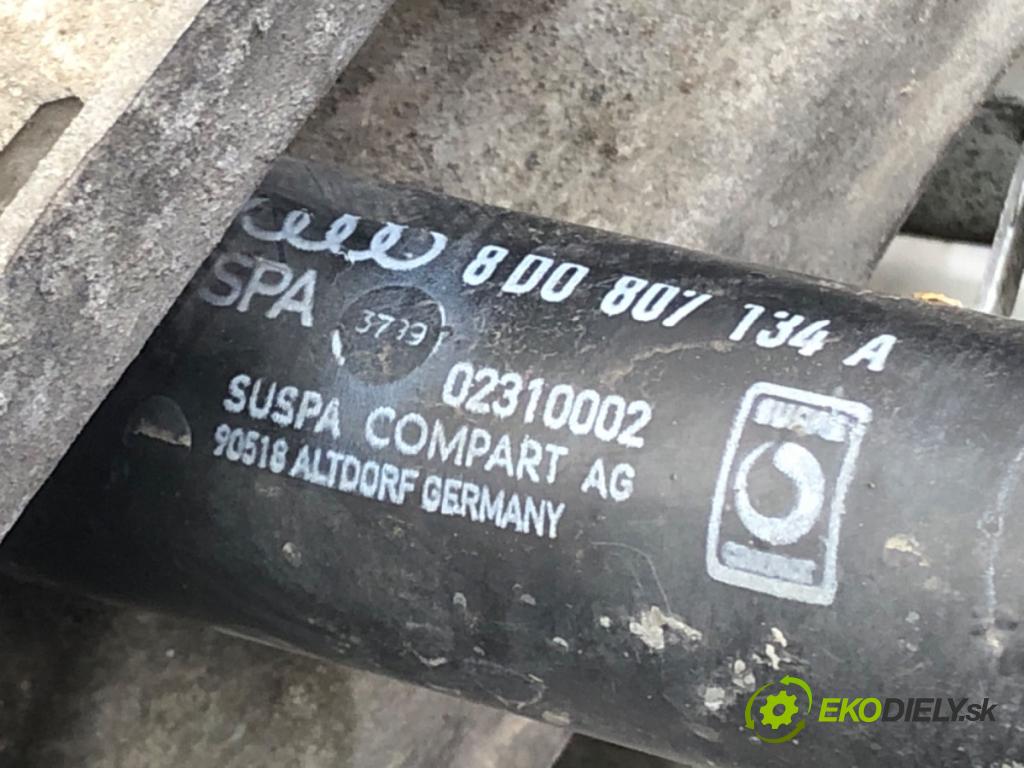 8D0 807 134 A
SPA
3739
02310002
SUSPA COMPART AG
90518 ALTDORF GERMANY
EKODIELY.sk